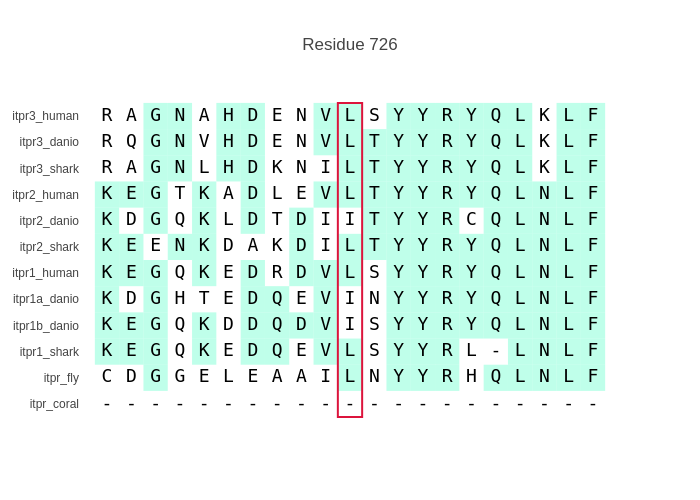 Residue 726
itpr3_human R A G N A H D E N V L S Y Y R Y Q L K L F
itpr3_danio R Q G N V H D E N V L T Y Y R Y Q L K L F
itpr3_shark R A G N L H D K N I L T Y Y R Y Q L K L F
itpr2_human K E G T K A D L E V L T Y Y R Y Q L N L F
itpr2_danio K D G Q K L D T D I I T Y Y R C Q L N L F
itpr2_shark K E E N K D A K D I L T Y Y R Y Q L N L F
itpr1_human K E G Q K E D R D V L S Y Y R Y Q L N L F
itpr1a_danio K D G H T E D Q E V I N Y Y R Y Q L N L F
itpr1b_danio K E G Q K D D Q D V I S Y Y R Y Q L N L F
itpr1_shark K E G Q K E D Q E V L S Y Y R L - L N L F
itpr_fly C D G G E L E A A I L N Y Y R H Q L N L F
itpr_coral - - - - - - - - - - - - - - - - - - - - -